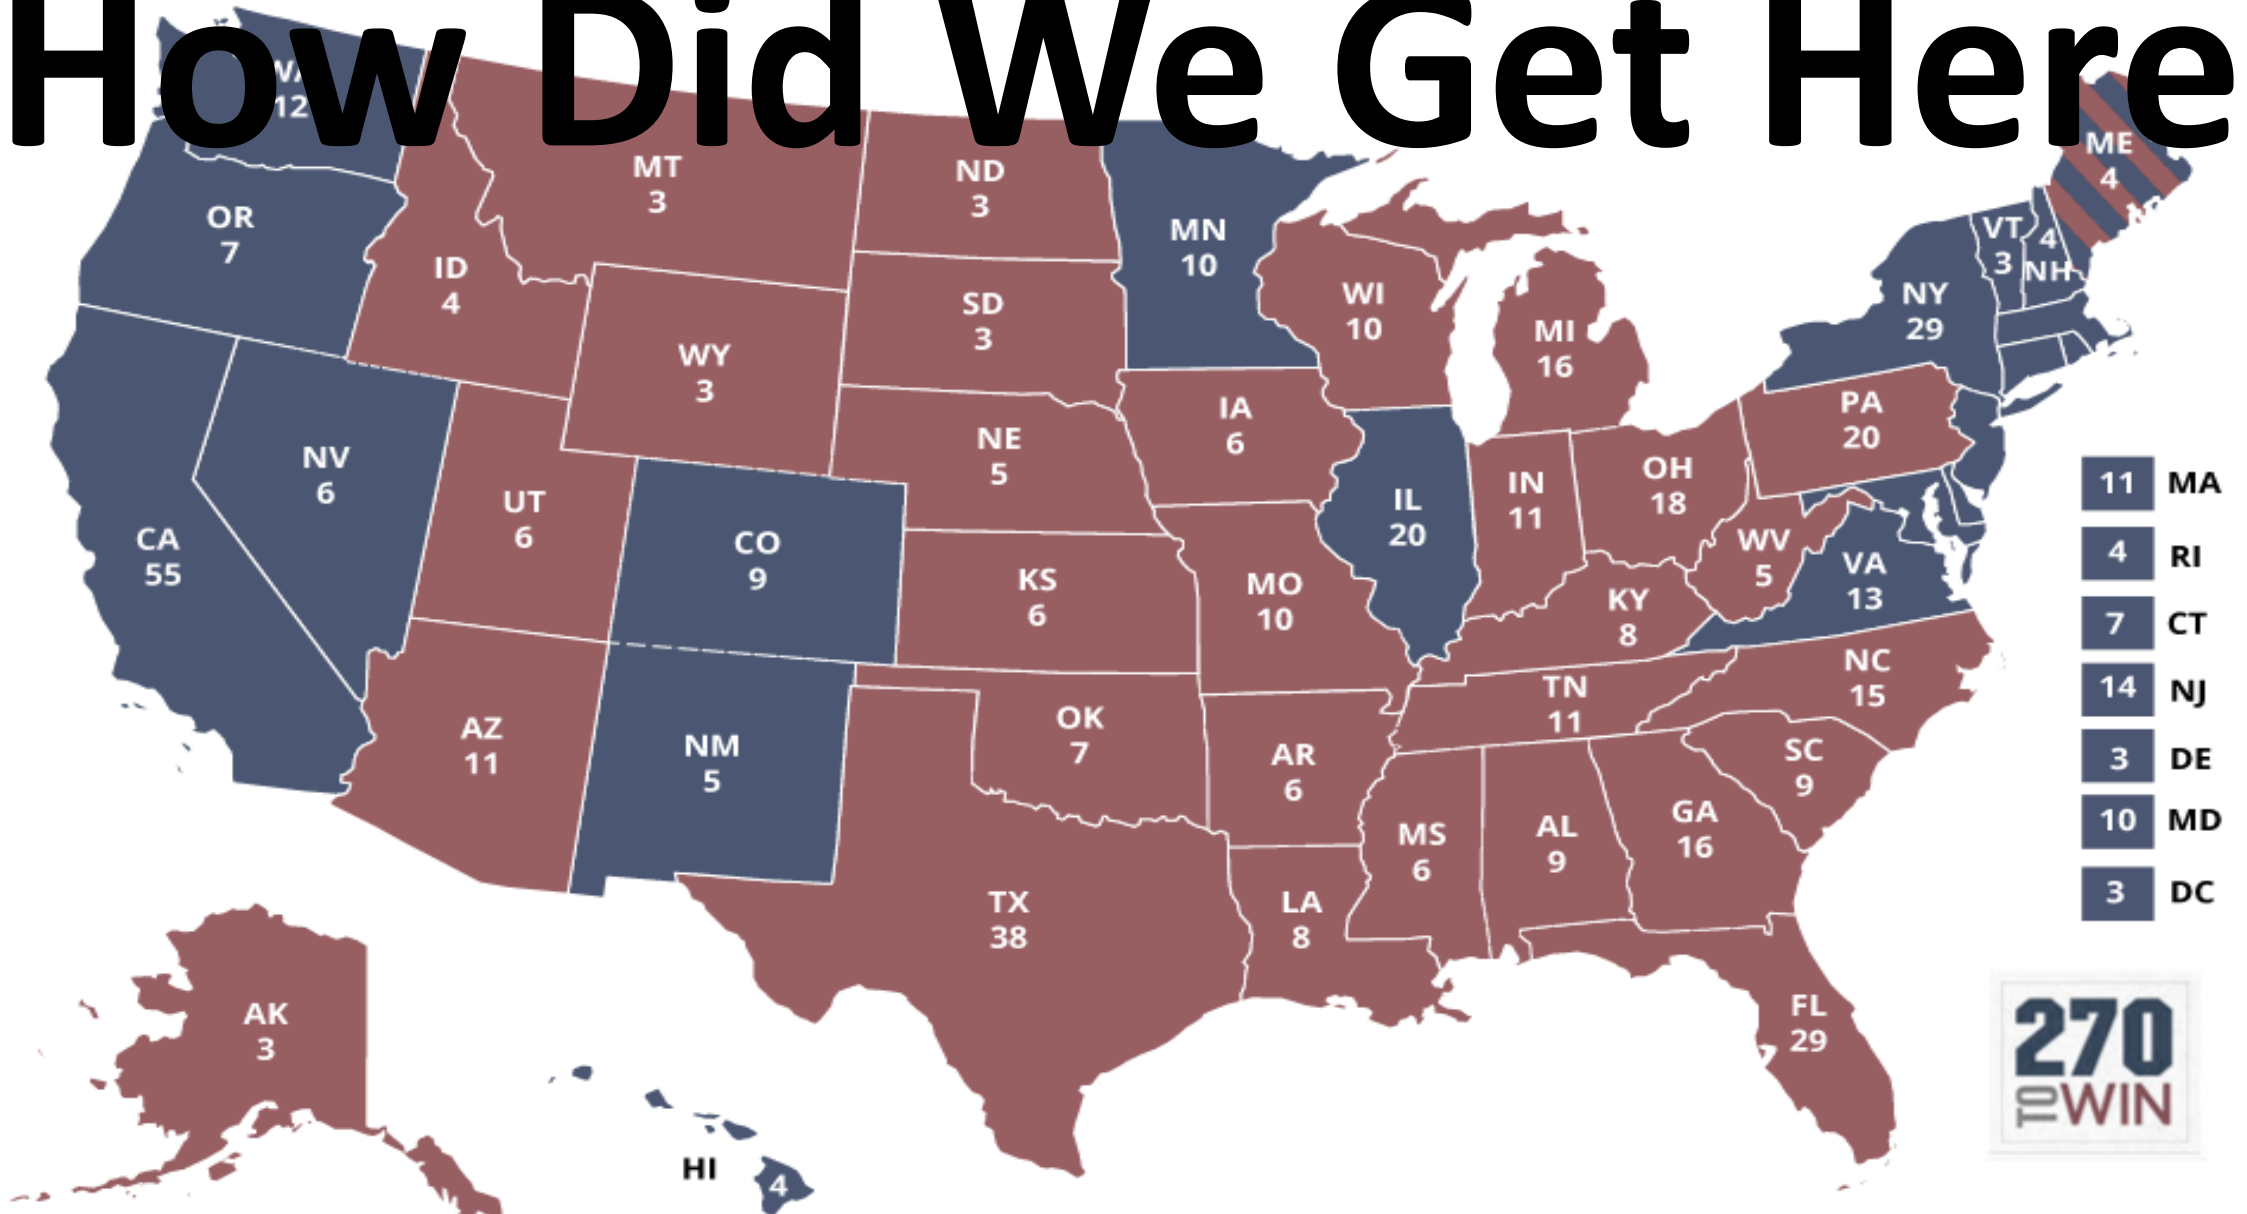 How Did We Get Here
12
OR
7
CA
55
NV
6
ID
4
MT
3
WY
3
UT
6
AZ
11
CO
9
NM
5
ND
3
SD
3
NE
5
KS
6
OK
7
TX
38
MN
10
IA
6
MO
10
AR
6
LA
8
WI
10
IL
20
MI
16
IN
11
OH
18
KY
8
TN
11
MS
6
AL
9
GA
16
FL
29
SC
9
NC
15
VA
13
WV
5
PA
20
NY
29
VT
3
4
NH
ME
4
11 MA
4 RI
7 CT
14 NJ
3 DE
10 MD
3 DC
AK
3
HI
4
270
TO WIN